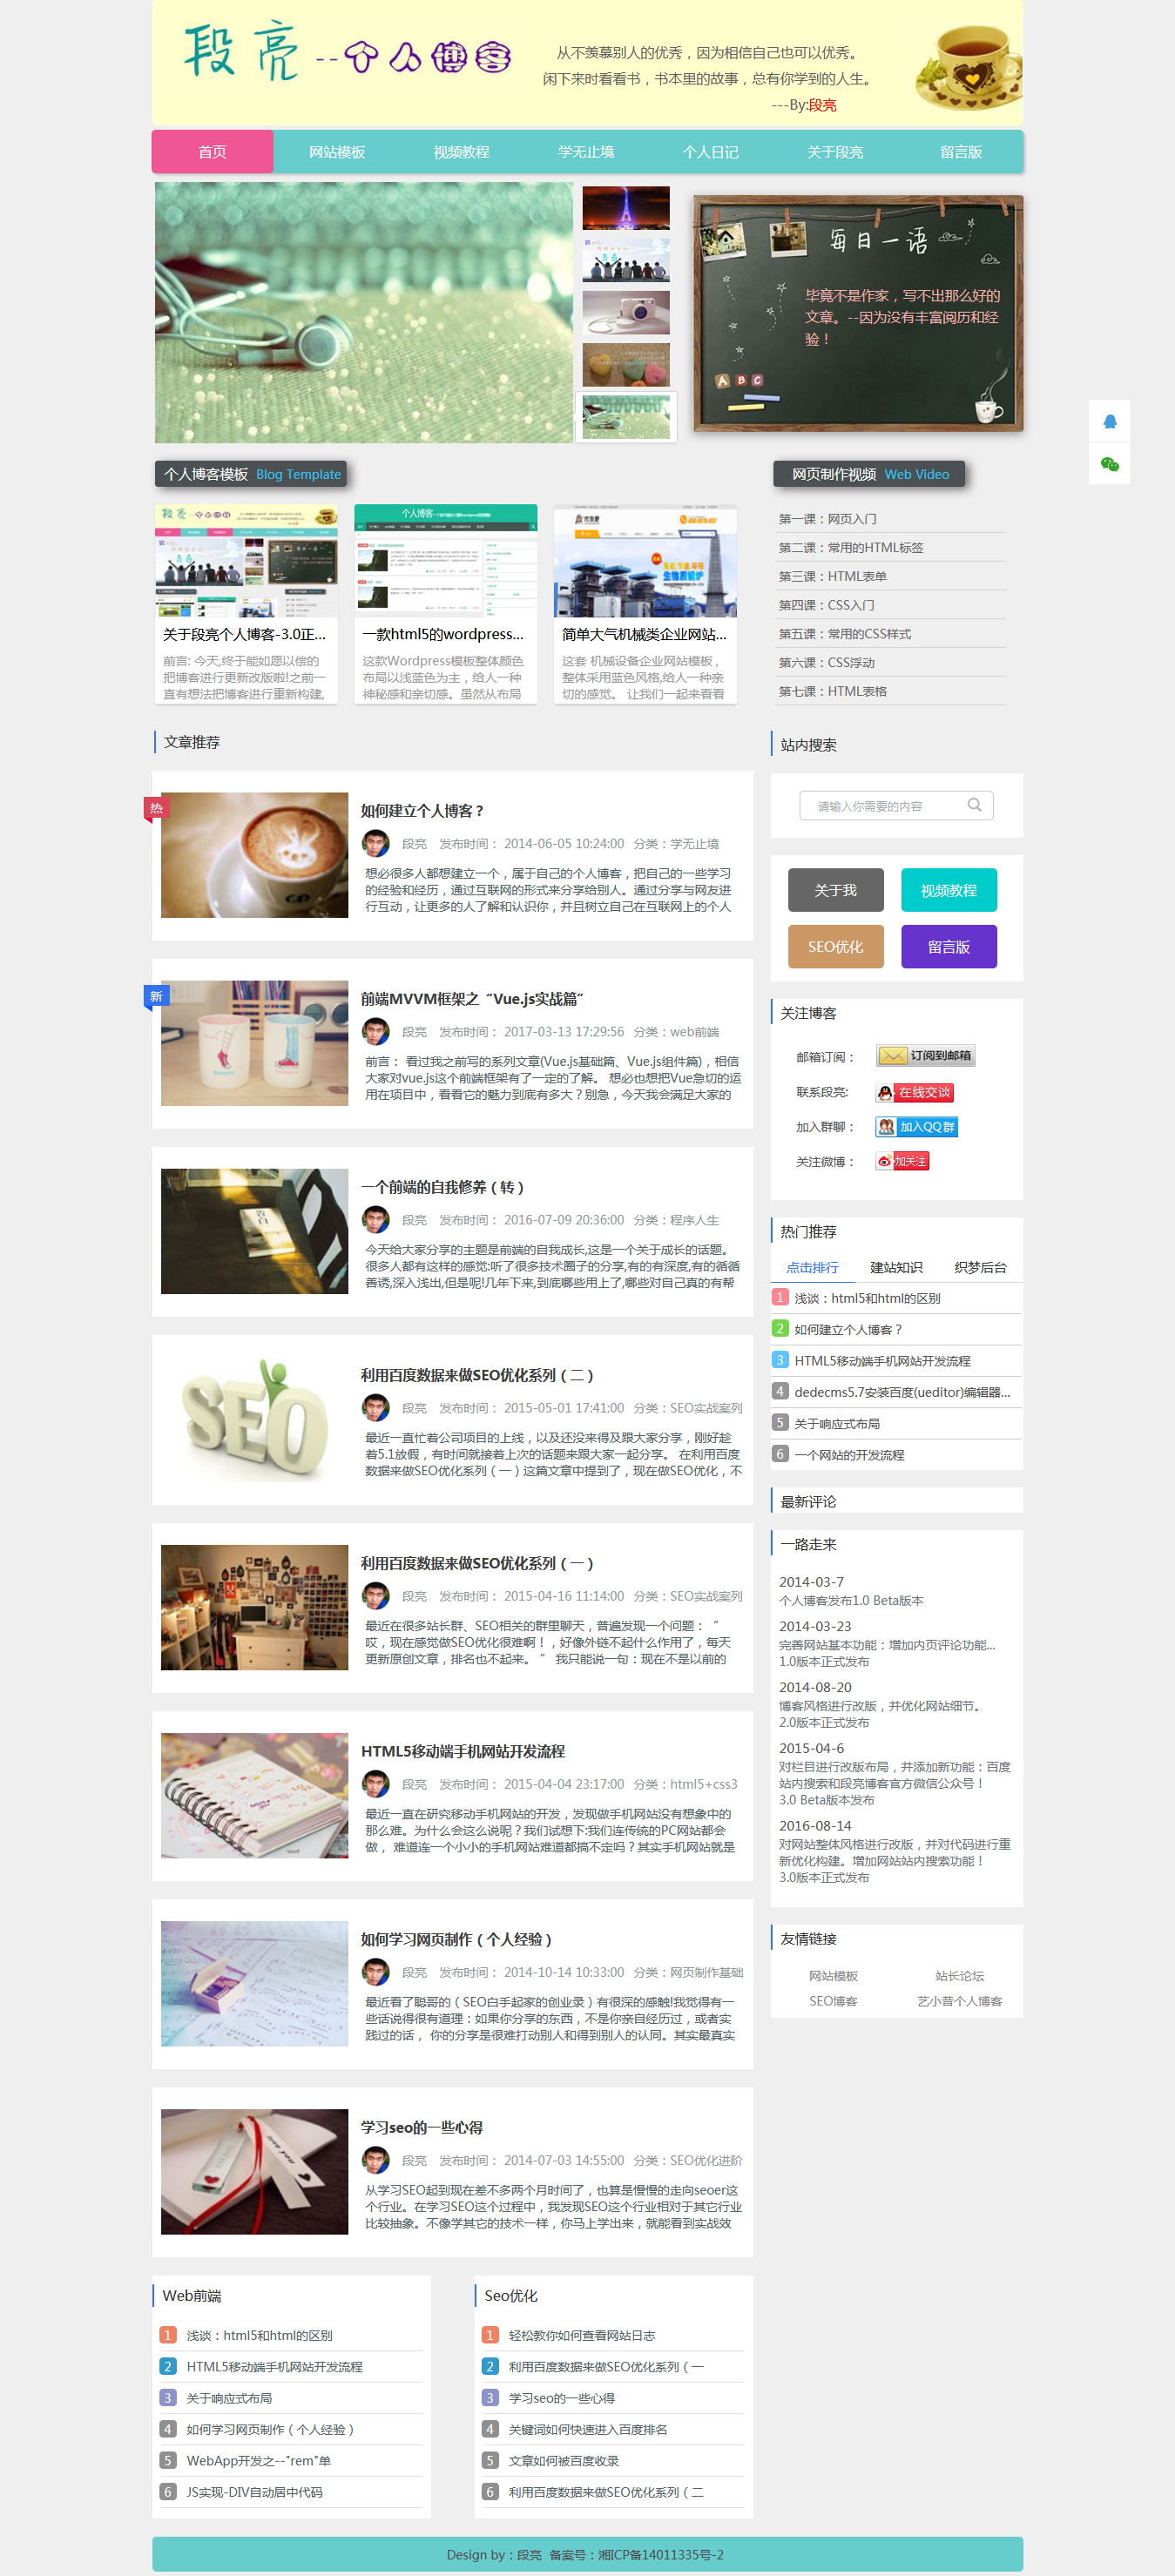 段亮 --个人博客
从不羡慕别人的优秀，因为相信自己也可以优秀。
闲下来时看看书，书本里的故事，总有你学到的人生。
---By:段亮
首页 网站模板 视频教程 学无止境 个人日记 关于段亮 留言版
每日一语
毕竟不是作家，写不出那么好的
文章。--因为没有丰富阅历和经
验！
A B C
个人博客模板 Blog Template
关于段亮个人博客-3.0正...
前言: 今天,终于能如愿以偿的
把博客进行更新改版啦!之前一
直有想法把博客进行重新构建,
一款html5的wordpress...
这款Wordpress模板整体颜色
布局以浅蓝色为主，给人一种
神秘感和亲切感。虽然从布局
简单大气机械类企业网站...
这套 机械设备企业网站模板，
整体采用蓝色风格,给人一种亲
切的感觉。 让我们一起来看看
网页制作视频 Web Video
第一课：网页入门
第二课：常用的HTML标签
第三课：HTML表单
第四课：CSS入门
第五课：常用的CSS样式
第六课：CSS浮动
第七课：HTML表格
文章推荐
热
如何建立个人博客？
段亮 发布时间： 2014-06-05 10:24:00 分类：学无止境
想必很多人都想建立一个，属于自己的个人博客，把自己的一些学习
的经验和经历，通过互联网的形式来分享给别人。通过分享与网友进
行互动，让更多的人了解和认识你，并且树立自己在互联网上的个人
新
前端MVVM框架之“Vue.js实战篇”
段亮 发布时间： 2017-03-13 17:29:56 分类：web前端
前言： 看过我之前写的系列文章(Vue.js基础篇、Vue.js组件篇)，相信
大家对vue.js这个前端框架有了一定的了解。 想必也想把Vue急切的运
用在项目中，看看它的魅力到底有多大？别急，今天我会满足大家的
一个前端的自我修养（转）
段亮 发布时间： 2016-07-09 20:36:00 分类：程序人生
今天给大家分享的主题是前端的自我成长,这是一个关于成长的话题。
很多人都有这样的感觉:听了很多技术圈子的分享,有的有深度,有的循循
善诱,深入浅出,但是呢!几年下来,到底哪些用上了,哪些对自己真的有帮
利用百度数据来做SEO优化系列（二）
段亮 发布时间： 2015-05-01 17:41:00 分类：SEO实战案列
最近一直忙着公司项目的上线，以及还没来得及跟大家分享，刚好趁
着5.1放假，有时间就接着上次的话题来跟大家一起分享。 在利用百度
数据来做SEO优化系列（一）这篇文章中提到了，现在做SEO优化，不
SEO
利用百度数据来做SEO优化系列（一）
段亮 发布时间： 2015-04-16 11:14:00 分类：SEO实战案列
最近在很多站长群、SEO相关的群里聊天，普遍发现一个问题：“
哎，现在感觉做SEO优化很难啊！，好像外链不起什么作用了，每天
更新原创文章，排名也不起来。 ” 我只能说一句：现在不是以前的
HTML5移动端手机网站开发流程
段亮 发布时间： 2015-04-04 23:17:00 分类：html5+css3
最近一直在研究移动手机网站的开发，发现做手机网站没有想象中的
那么难。为什么会这么说呢？我们试想下:我们连传统的PC网站都会
做， 难道连一个小小的手机网站难道都搞不定吗？其实手机网站就是
如何学习网页制作（个人经验）
段亮 发布时间： 2014-10-14 10:33:00 分类：网页制作基础
最近看了聪哥的（SEO白手起家的创业录）有很深的感触!我觉得有一
些话说得很有道理：如果你分享的东西，不是你亲自经历过，或者实
践过的话， 你的分享是很难打动别人和得到别人的认同。其实最真实
学习seo的一些心得
段亮 发布时间： 2014-07-03 14:55:00 分类：SEO优化进阶
从学习SEO起到现在差不多两个月时间了，也算是慢慢的走向seoer这
个行业。在学习SEO这个过程中，我发现SEO这个行业相对于其它行业
比较抽象。不像学其它的技术一样，你马上学出来，就能看到实战效
站内搜索
请输入你需要的内容
关于我 视频教程
SEO优化 留言版
关注博客
邮箱订阅： 订阅到邮箱
联系段亮: 在线交谈
加入群聊： 加入QQ群
关注微博： 加关注
热门推荐
点击排行 建站知识 织梦后台
1 浅谈：html5和html的区别
2 如何建立个人博客？
3 HTML5移动端手机网站开发流程
4 dedecms5.7安装百度(ueditor)编辑器...
5 关于响应式布局
6 一个网站的开发流程
最新评论
一路走来
2014-03-7
个人博客发布1.0 Beta版本
2014-03-23
完善网站基本功能：增加内页评论功能...
1.0版本正式发布
2014-08-20
博客风格进行改版，并优化网站细节。
2.0版本正式发布
2015-04-6
对栏目进行改版布局，并添加新功能：百度
站内搜索和段亮博客官方微信公众号！
3.0 Beta版本发布
2016-08-14
对网站整体风格进行改版，并对代码进行重
新优化构建。增加网站站内搜索功能！
3.0版本正式发布
友情链接
网站模板 站长论坛
SEO博客 艺小昔个人博客
Web前端
1 浅谈：html5和html的区别
2 HTML5移动端手机网站开发流程
3 关于响应式布局
4 如何学习网页制作（个人经验）
5 WebApp开发之--"rem"单
6 JS实现-DIV自动居中代码
Seo优化
1 轻松教你如何查看网站日志
2 利用百度数据来做SEO优化系列（一
3 学习seo的一些心得
4 关键词如何快速进入百度排名
5 文章如何被百度收录
6 利用百度数据来做SEO优化系列（二
Design by：段亮 备案号：湘ICP备14011335号-2